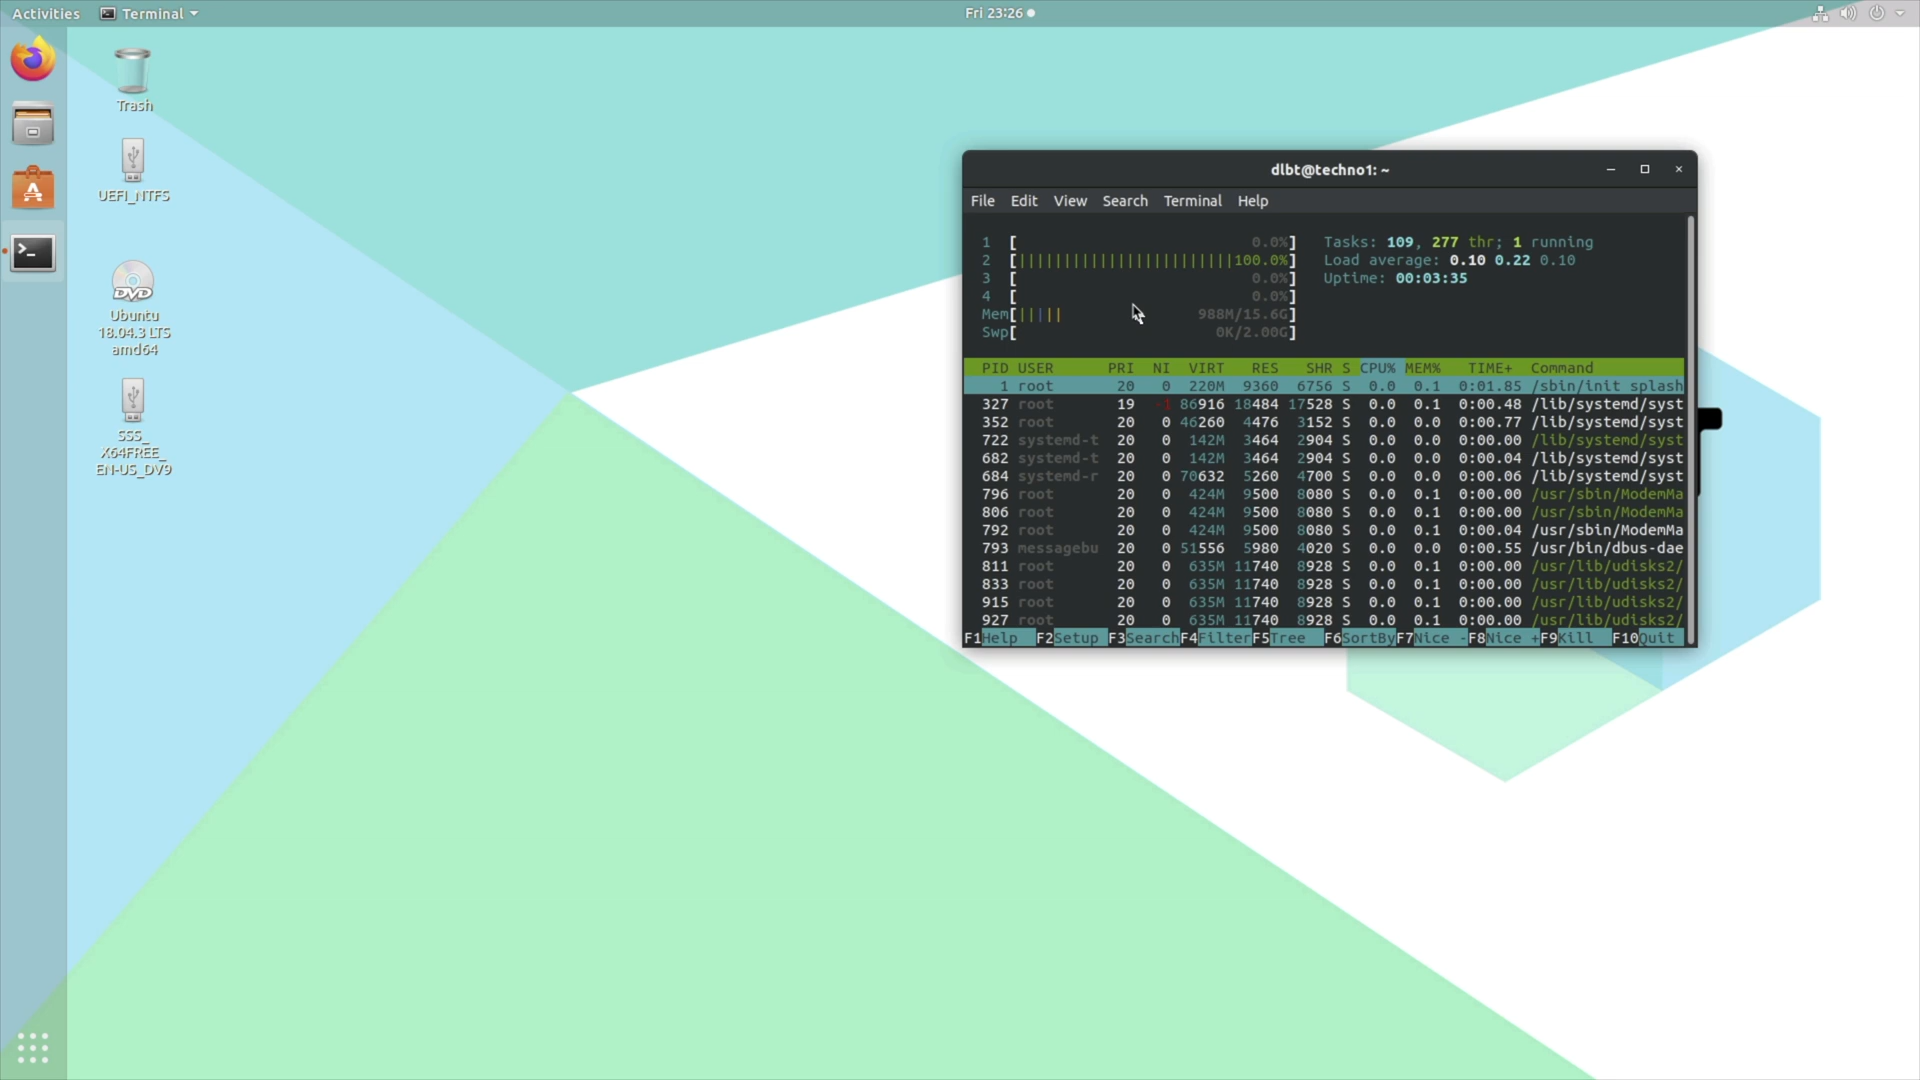 Activities Terminal Fri 23:26
Trash
UEFI_NTFS
DVD
Ubuntu
18.04.3 LTS
amd64
SSS_
X64FREE_
EN-US_DV9
dlbt@techno1: ~
File Edit View Search Terminal Help
1 [ 0.0%] Tasks: 109, 277 thr; 1 running
2 [||||||||||||||||||||||||100.0%] Load average: 0.10 0.22 0.10
3 [ 0.0%] Uptime: 00:03:35
4 [ 0.0%]
Mem[||||| 988M/15.6G]
Swp[ 0K/2.00G]
PID USER PRI NI VIRT RES SHR S CPU% MEM% TIME+ Command
1 root 20 0 220M 9360 6756 S 0.0 0.1 0:01.85 /sbin/init splash
327 root 19 -1 86916 18484 17528 S 0.0 0.1 0:00.48 /lib/systemd/syst
352 root 20 0 46260 4476 3152 S 0.0 0.0 0:00.77 /lib/systemd/syst
722 systemd-t 20 0 142M 3464 2904 S 0.0 0.0 0:00.00 /lib/systemd/syst
682 systemd-t 20 0 142M 3464 2904 S 0.0 0.0 0:00.04 /lib/systemd/syst
684 systemd-r 20 0 70632 5260 4700 S 0.0 0.0 0:00.06 /lib/systemd/syst
796 root 20 0 424M 9500 8080 S 0.0 0.1 0:00.00 /usr/sbin/ModemMa
806 root 20 0 424M 9500 8080 S 0.0 0.1 0:00.00 /usr/sbin/ModemMa
792 root 20 0 424M 9500 8080 S 0.0 0.1 0:00.04 /usr/sbin/ModemMa
793 messagebu 20 0 51556 5980 4020 S 0.0 0.0 0:00.55 /usr/bin/dbus-dae
811 root 20 0 635M 11740 8928 S 0.0 0.1 0:00.00 /usr/lib/udisks2/
833 root 20 0 635M 11740 8928 S 0.0 0.1 0:00.00 /usr/lib/udisks2/
915 root 20 0 635M 11740 8928 S 0.0 0.1 0:00.00 /usr/lib/udisks2/
927 root 20 0 635M 11740 8928 S 0.0 0.1 0:00.00 /usr/lib/udisks2/
F1Help F2Setup F3SearchF4FilterF5Tree F6SortByF7Nice -F8Nice +F9Kill F10Quit